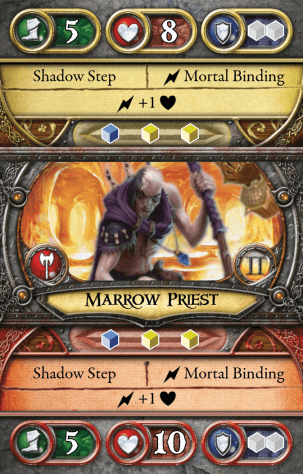 5 8
Shadow Step Mortal Binding
+1
II
MARROW PRIEST
Shadow Step Mortal Binding
+1
5 10